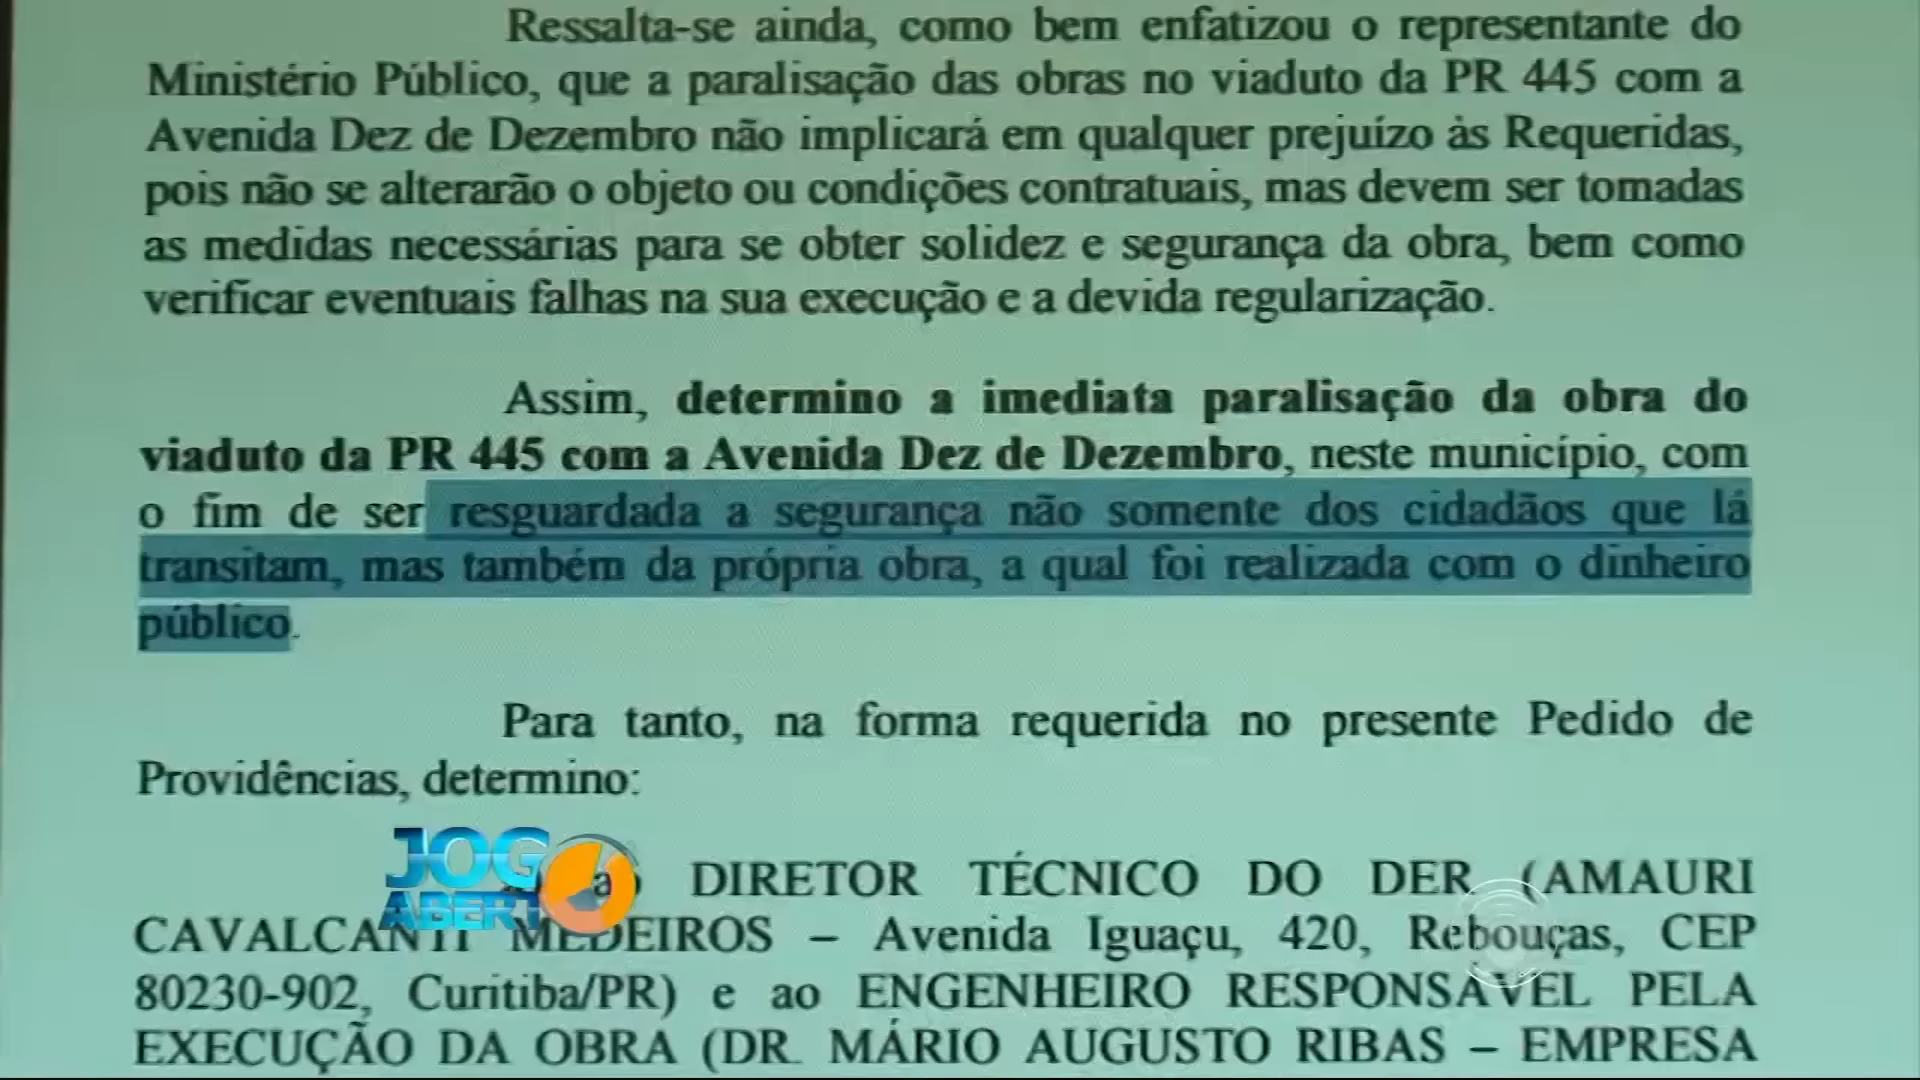 Ressalta-se ainda, como bem enfatizou o representante do
Ministério Público, que a paralisação das obras no viaduto da PR 445 com a
Avenida Dez de Dezembro não implicará em qualquer prejuízo às Requeridas,
pois não se alterarão o objeto ou condições contratuais, mas devem ser tomadas
as medidas necessárias para se obter solidez e segurança da obra, bem como
verificar eventuais falhas na sua execução e a devida regularização.
Assim, determino a imediata paralisação da obra do
viaduto da PR 445 com a Avenida Dez de Dezembro, neste município, com
o fim de ser resguardada a segurança não somente dos cidadãos que lá
transitam, mas também da própria obra, a qual foi realizada com o dinheiro
público.
Para tanto, na forma requerida no presente Pedido de
Providências, determino:
JOGO
ABERTO
DIRETOR TÉCNICO DO DER (AMAURI
CAVALCANTI MEDEIROS – Avenida Iguaçu, 420, Rebouças, CEP
80230-902, Curitiba/PR) e ao ENGENHEIRO RESPONSÁVEL PELA
EXECUÇÃO DA OBRA (DR. MÁRIO AUGUSTO RIBAS – EMPRESA